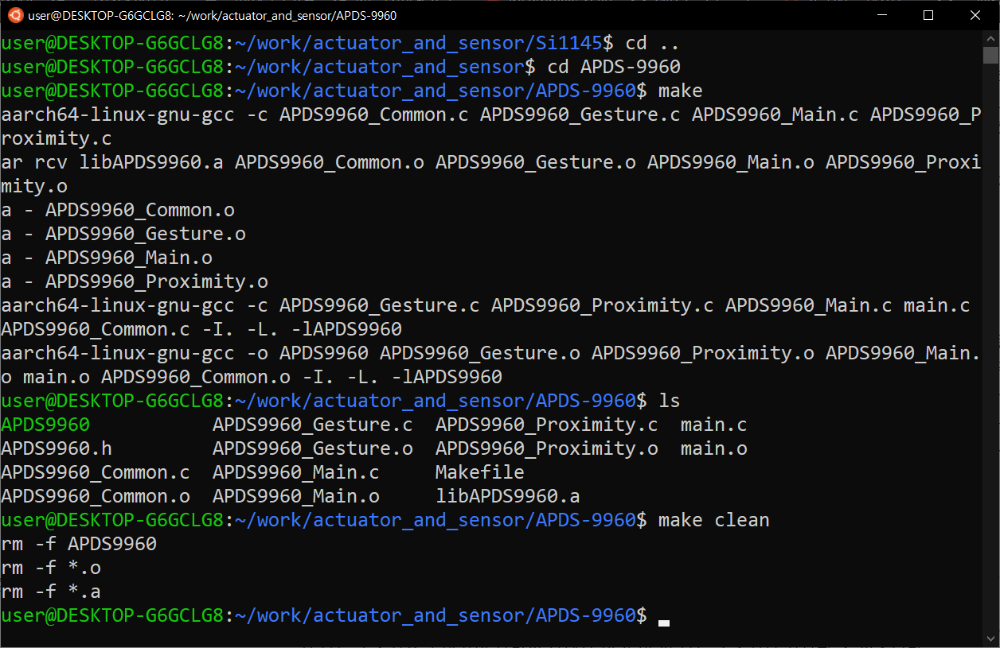 user@DESKTOP-G6GCLG8: ~/work/actuator_and_sensor/APDS-9960
user@DESKTOP-G6GCLG8:~/work/actuator_and_sensor/Si1145$ cd ..
user@DESKTOP-G6GCLG8:~/work/actuator_and_sensor$ cd APDS-9960
user@DESKTOP-G6GCLG8:~/work/actuator_and_sensor/APDS-9960$ make
aarch64-linux-gnu-gcc -c APDS9960_Common.c APDS9960_Gesture.c APDS9960_Main.c APDS9960_P
roximity.c
ar rcv libAPDS9960.a APDS9960_Common.o APDS9960_Gesture.o APDS9960_Main.o APDS9960_Proxi
mity.o
a - APDS9960_Common.o
a - APDS9960_Gesture.o
a - APDS9960_Main.o
a - APDS9960_Proximity.o
aarch64-linux-gnu-gcc -c APDS9960_Gesture.c APDS9960_Proximity.c APDS9960_Main.c main.c
APDS9960_Common.c -I. -L. -lAPDS9960
aarch64-linux-gnu-gcc -o APDS9960 APDS9960_Gesture.o APDS9960_Proximity.o APDS9960_Main.
o main.o APDS9960_Common.o -I. -L. -lAPDS9960
user@DESKTOP-G6GCLG8:~/work/actuator_and_sensor/APDS-9960$ ls
APDS9960           APDS9960_Gesture.c  APDS9960_Proximity.c  main.c
APDS9960.h         APDS9960_Gesture.o  APDS9960_Proximity.o  main.o
APDS9960_Common.c  APDS9960_Main.c     Makefile
APDS9960_Common.o  APDS9960_Main.o     libAPDS9960.a
user@DESKTOP-G6GCLG8:~/work/actuator_and_sensor/APDS-9960$ make clean
rm -f APDS9960
rm -f *.o
rm -f *.a
user@DESKTOP-G6GCLG8:~/work/actuator_and_sensor/APDS-9960$